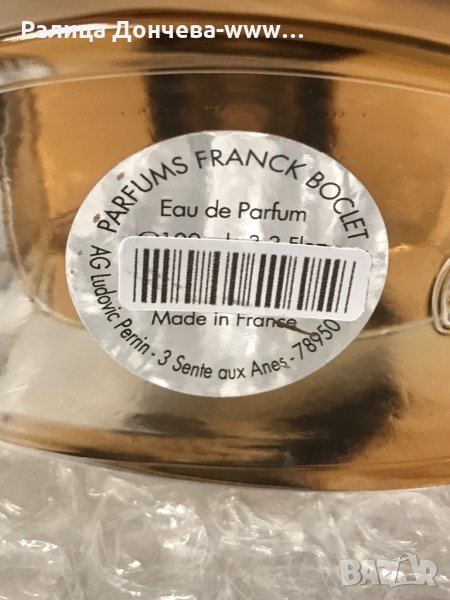 Ралица Дончева-www...
PARFUMS FRANCK BOCLET
Eau de Parfum
Made in France
AG Ludovic Perrin - 3 Sente aux Anes - 78950
BAZAR